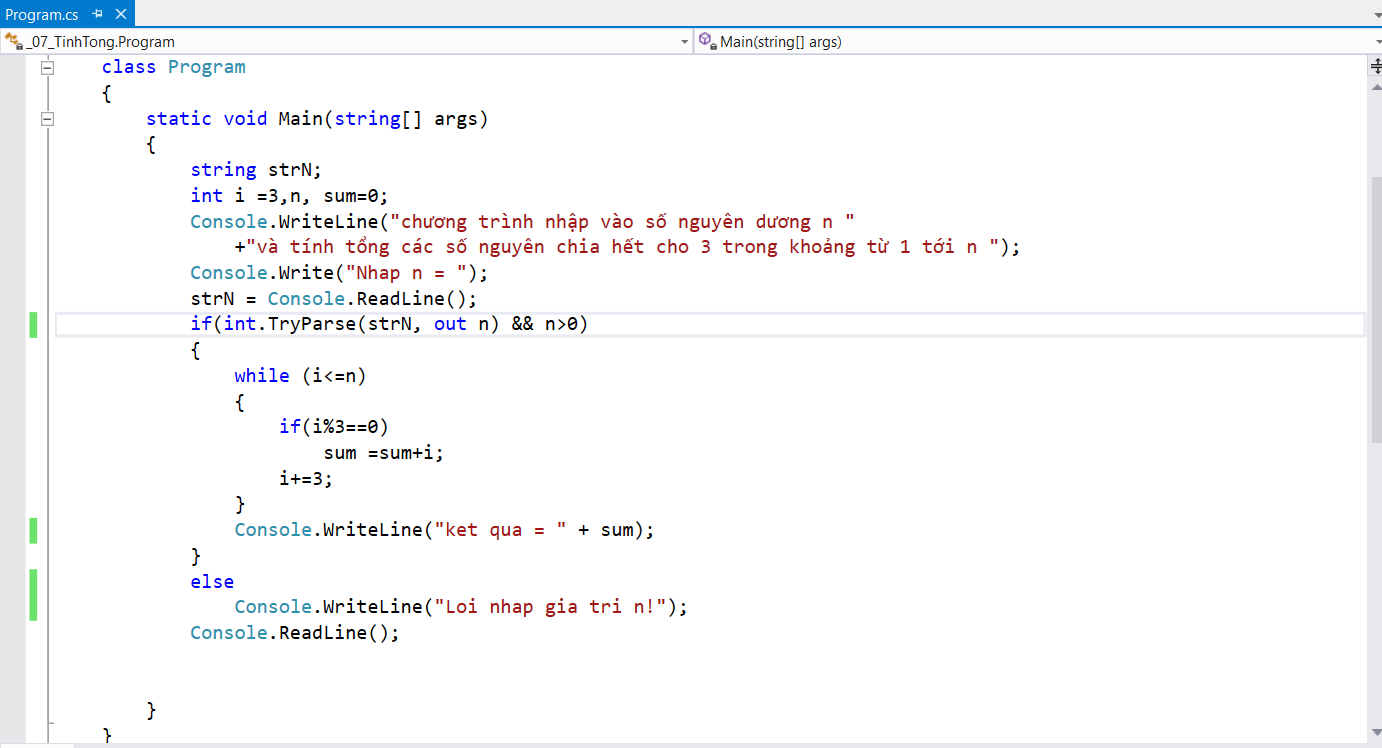 Program.cs
_07_TinhTong.Program
Main(string[] args)
class Program
{
static void Main(string[] args)
{
string strN;
int i =3,n, sum=0;
Console.WriteLine("chương trình nhập vào số nguyên dương n "
+"và tính tổng các số nguyên chia hết cho 3 trong khoảng từ 1 tới n ");
Console.Write("Nhap n = ");
strN = Console.ReadLine();
if(int.TryParse(strN, out n) && n>0)
{
while (i<=n)
{
if(i%3==0)
sum =sum+i;
i+=3;
}
Console.WriteLine("ket qua = " + sum);
}
else
Console.WriteLine("Loi nhap gia tri n!");
Console.ReadLine();
}
}